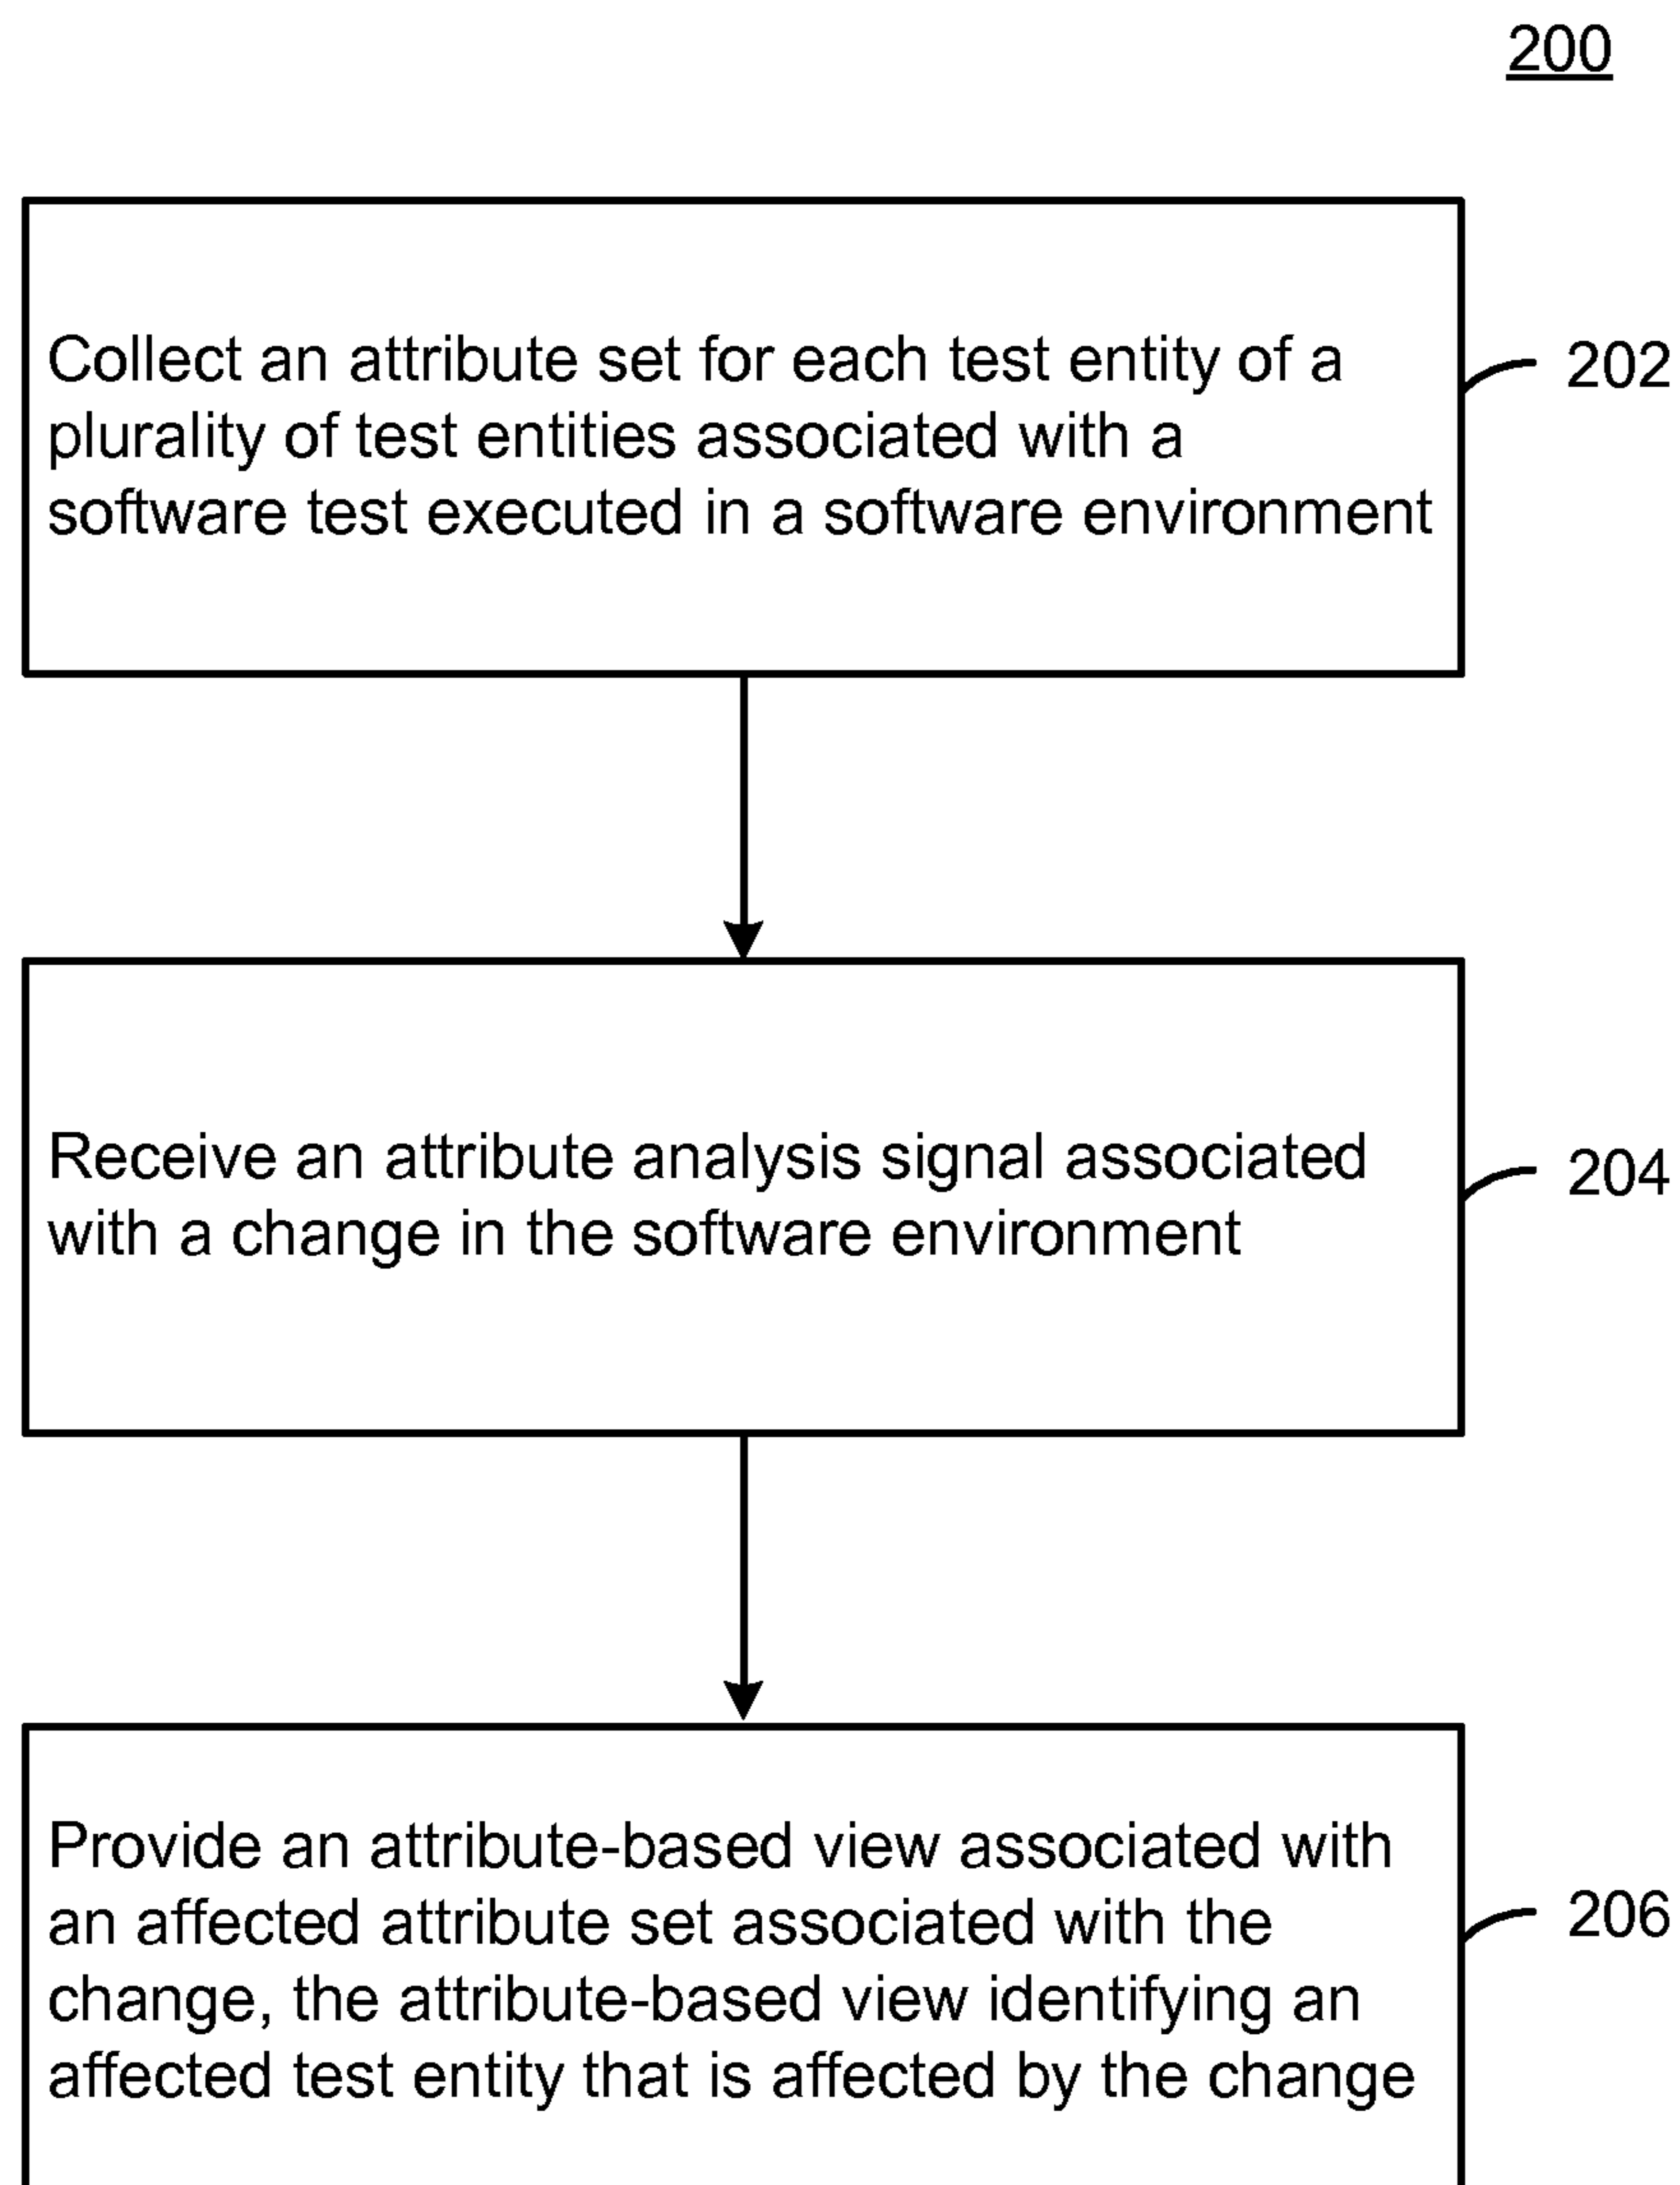 200
Collect an attribute set for each test entity of a
plurality of test entities associated with a
software test executed in a software environment
202
Receive an attribute analysis signal associated
with a change in the software environment
204
Provide an attribute-based view associated with
an affected attribute set associated with the
change, the attribute-based view identifying an
affected test entity that is affected by the change
206